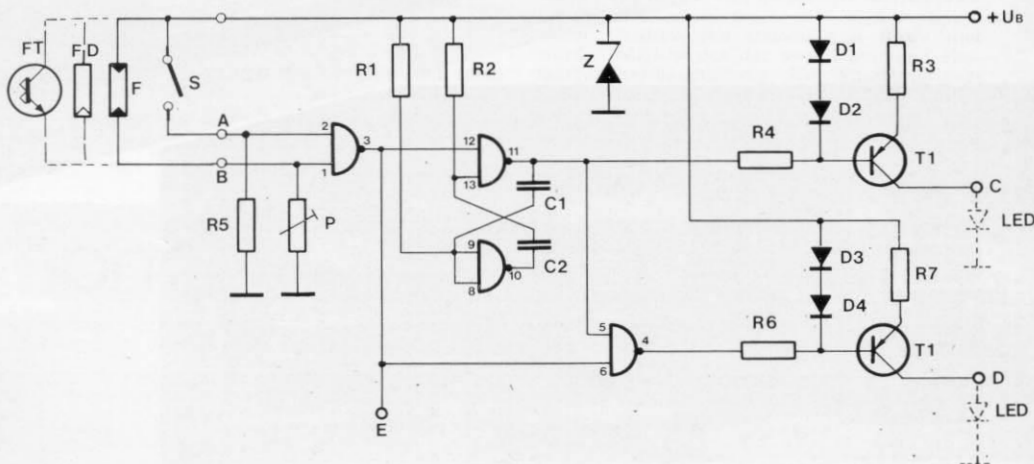 + UB
FT
F.D
F
S
R1
R2
Z
D1
D2
R3
A
B
2
1
3
12
13
11
R4
T1
C
LED
C1
C2
R5
P
9
8
10
D3
D4
R7
5
6
4
R6
T1
D
LED
E